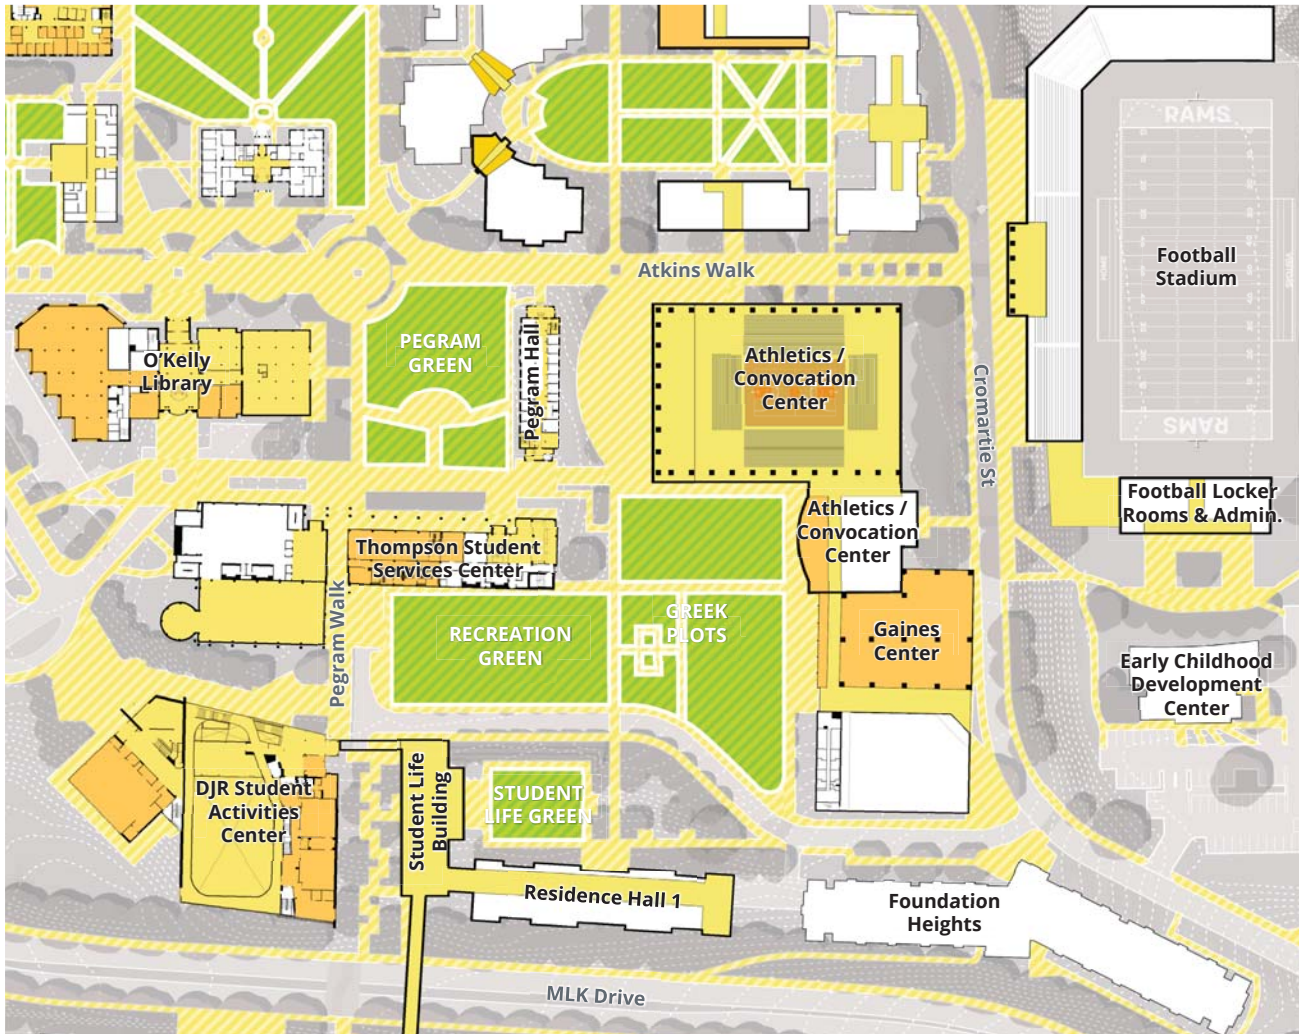 RAMS
Atkins Walk
Football
Stadium
PEGRAM
GREEN
Pegram Hall
O'Kelly
Library
Athletics /
Convocation
Center
Cromartie St
RAMS
Football Locker
Rooms & Admin.
Athletics /
Convocation
Center
Thompson Student
Services Center
Pegram Walk
RECREATION
GREEN
GREEK
PLOTS
Gaines
Center
Early Childhood
Development
Center
DJR Student
Activities
Center
Student Life
Building
STUDENT
LIFE GREEN
Residence Hall 1
Foundation
Heights
MLK Drive